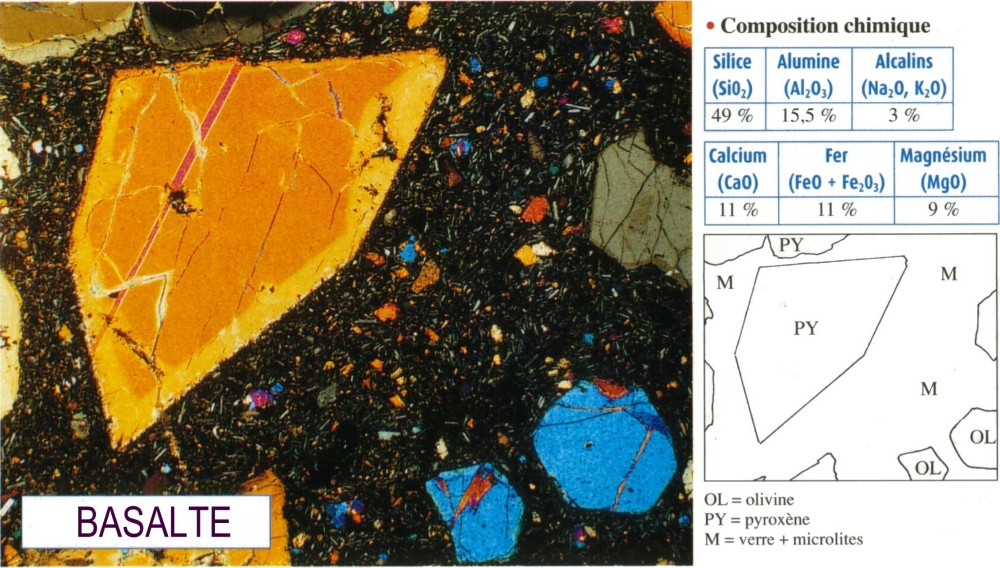 • Composition chimique
Silice Alumine Alcalins
(SiO₂) (Al₂O₃) (Na₂O, K₂O)
49 % 15,5 % 3 %
Calcium Fer Magnésium
(CaO) (FeO + Fe₂O₃) (MgO)
11 % 11 % 9 %
PY
M M
PY
M
OL
OL
BASALTE
OL = olivine
PY = pyroxène
M = verre + microlites